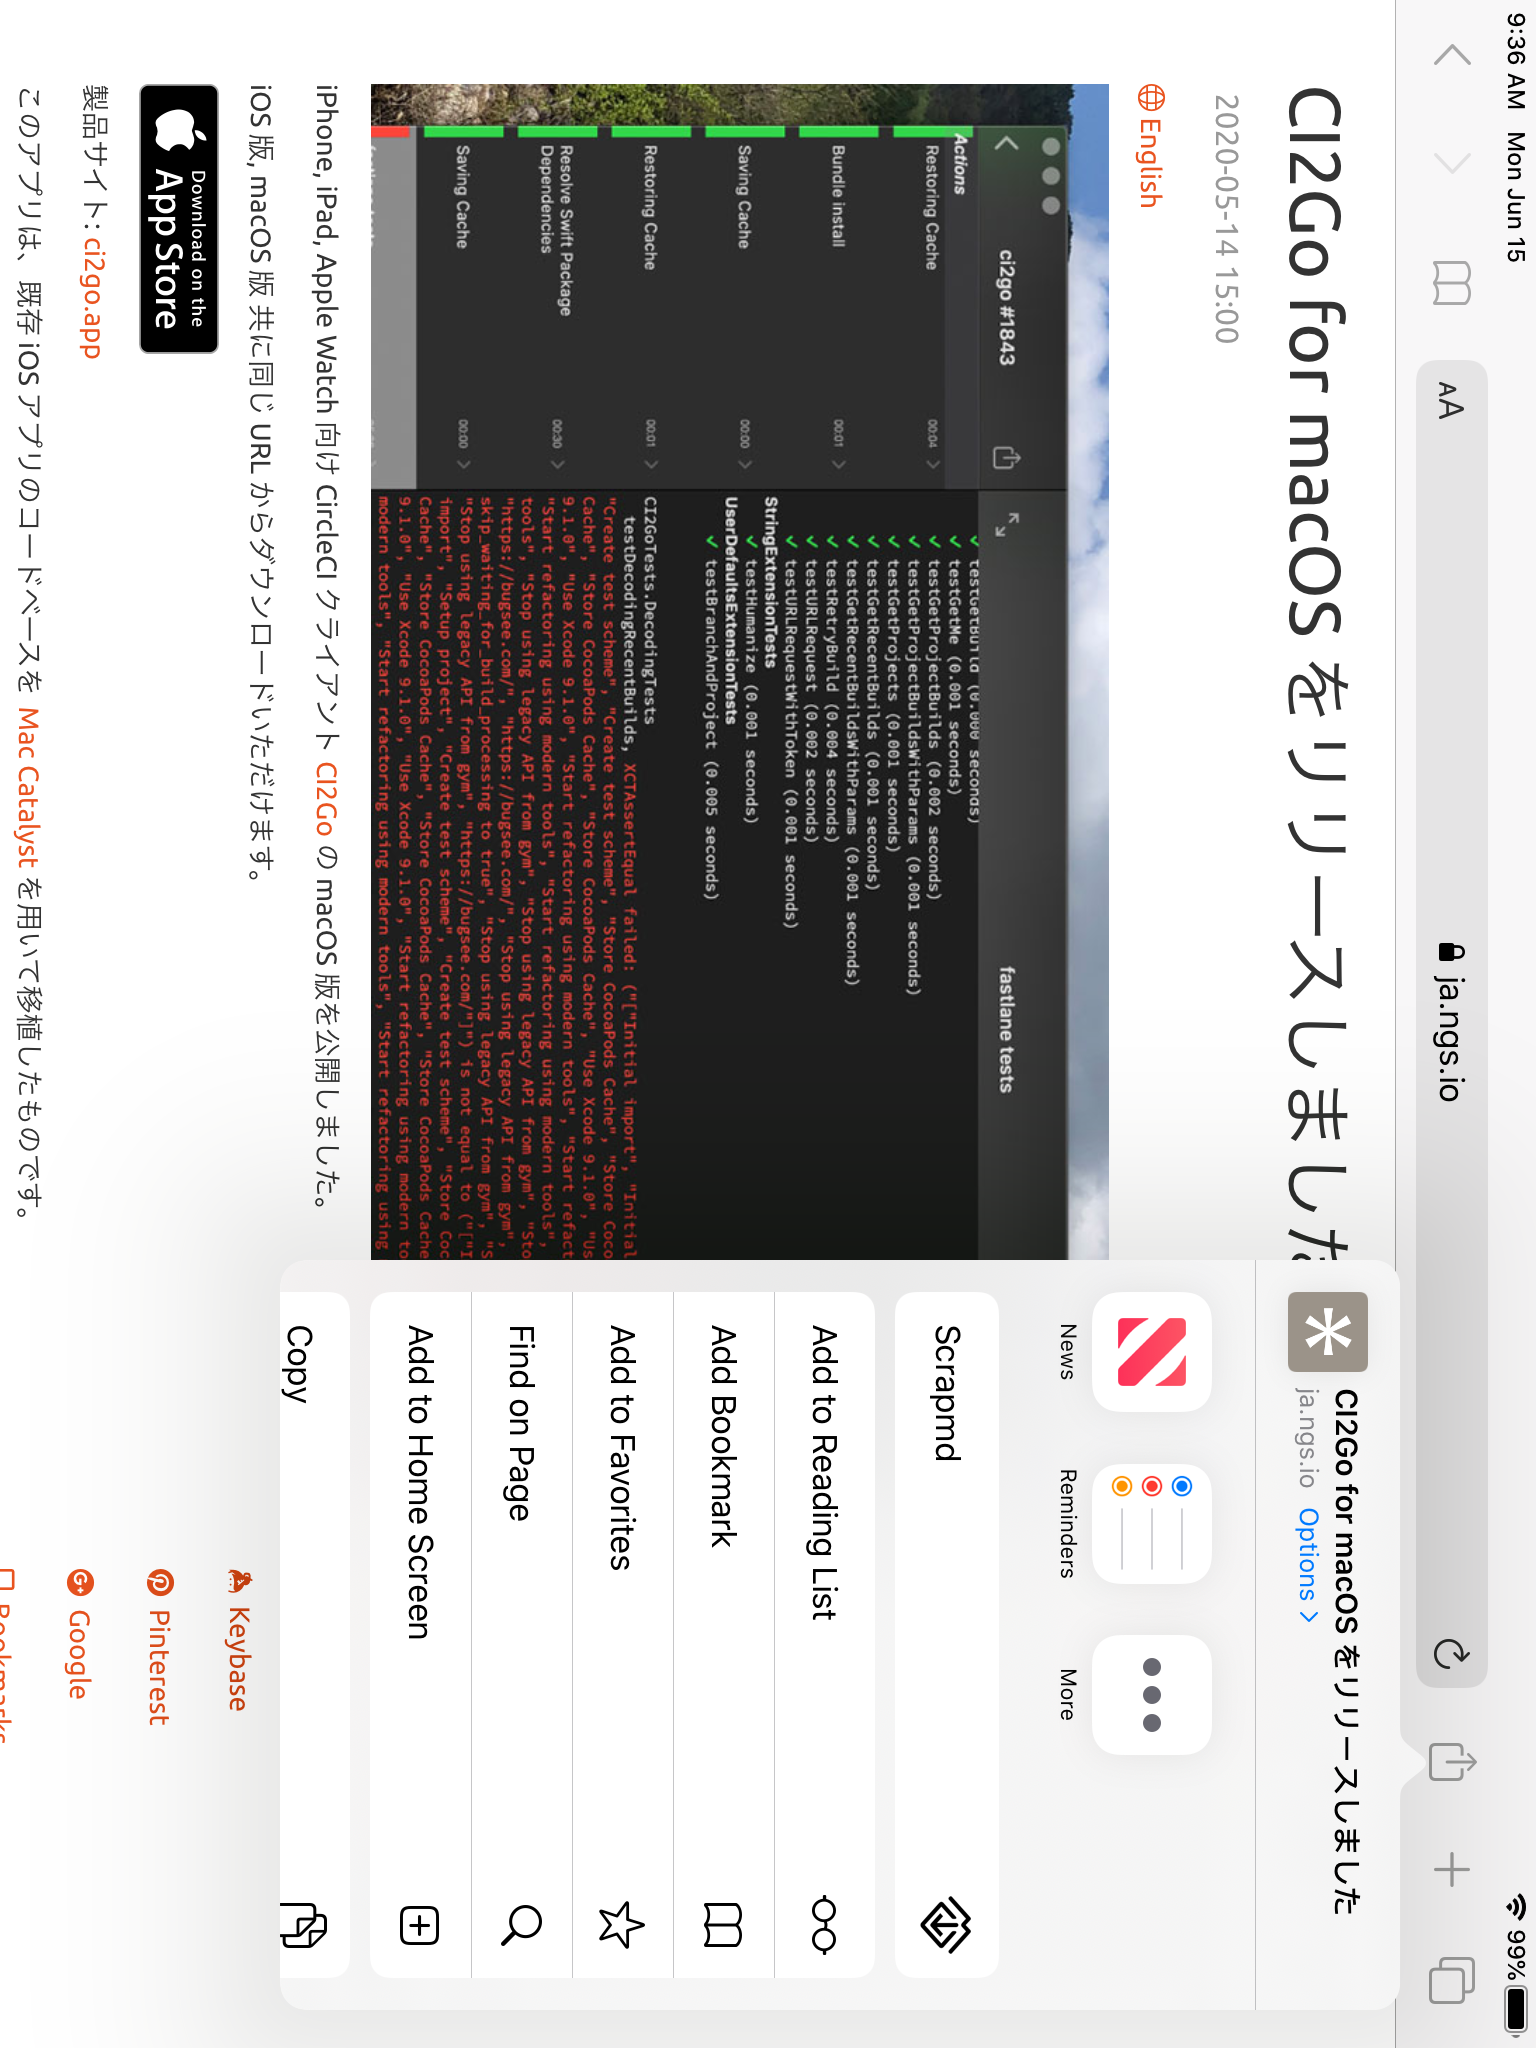 9:36 AM Mon Jun 15
99%
AA
ja.ngs.io
CI2Go for macOS をリリースしました
2020-05-14 15:00
English
ci2go #1843
fastlane tests
Actions
Restoring Cache
00:04
Bundle install
00:01
Saving Cache
00:00
Restoring Cache
00:01
Resolve Swift Package
Dependencies
00:30
Saving Cache
00:00
✓ testGetBuild (0.000 seconds)
✓ testGetMe (0.001 seconds)
✓ testGetProjectBuilds (0.002 seconds)
✓ testGetProjectBuildsWithParams (0.001 seconds)
✓ testGetProjects (0.001 seconds)
✓ testGetRecentBuilds (0.001 seconds)
✓ testGetRecentBuildsWithParams (0.001 seconds)
✓ testRetryBuild (0.004 seconds)
✓ testURLRequest (0.002 seconds)
✓ testURLRequestWithToken (0.001 seconds)
StringExtensionTests
✓ testHumanize (0.001 seconds)
UserDefaultsExtensionTests
✓ testBranchAndProject (0.005 seconds)
CI2GoTests.DecodingTests
testDecodingRecentBuilds, XCTAssertEqual failed: ("["Initial import", "Initial
"Create test scheme", "Create test scheme", "Store CocoaPods Cache", "Store Coco
Cache", "Store CocoaPods Cache", "Store CocoaPods Cache", "Use Xcode 9.1.0", "Us
9.1.0", "Use Xcode 9.1.0", "Start refactoring using modern tools", "Start refact
"Start refactoring using modern tools", "Start refactoring using modern tools",
tools", "Stop using legacy API from gym", "Stop using legacy API from gym", "Sto
"https://bugsee.com/", "https://bugsee.com/", "Stop using legacy API from gym",
skip_waiting_for_build_processing to true", "Stop using legacy API from gym", "S
"Stop using legacy API from gym", "https://bugsee.com/"]") is not equal to ("["I
import", "Setup project", "Create test scheme", "Create test scheme", "Store Coc
Cache", "Store CocoaPods Cache", "Store CocoaPods Cache", "Store CocoaPods Cache
9.1.0", "Use Xcode 9.1.0", "Use Xcode 9.1.0", "Start refactoring using modern to
modern tools", "Start refactoring using modern tools", "Start refactoring using
iPhone, iPad, Apple Watch 向け CircleCI クライアント CI2Go の macOS 版を公開しました。
iOS 版, macOS 版 共に同じ URL からダウンロードいただけます。
Download on the
App Store
製品サイト: ci2go.app
このアプリは、既存 iOS アプリのコードベースを Mac Catalyst を用いて移植したものです。
CI2Go for macOS をリリースしました
ja.ngs.io Options >
News
Reminders
More
Scrapmd
Add to Reading List
Add Bookmark
Add to Favorites
Find on Page
Add to Home Screen
Copy
Keybase
Pinterest
Google
Bookmarks